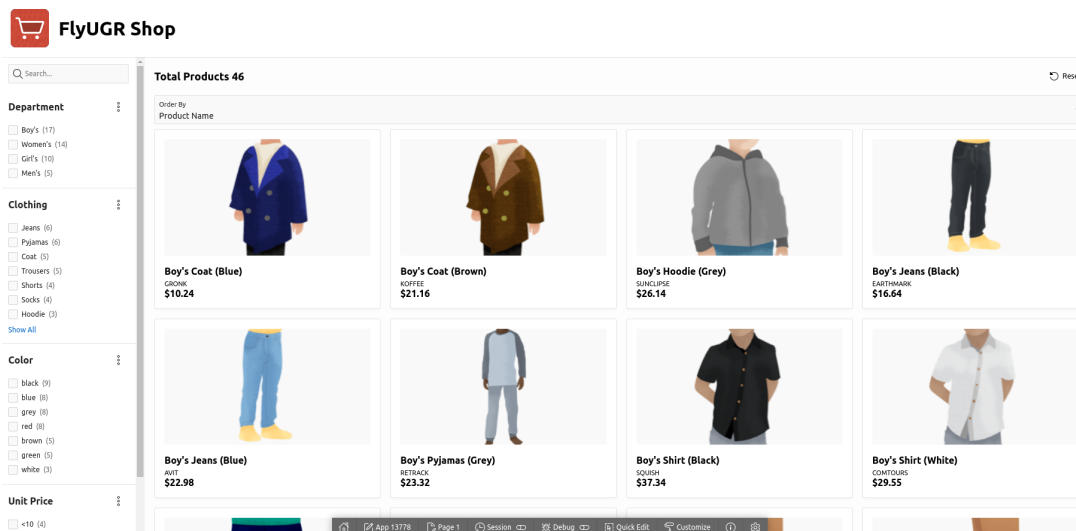 FlyUGR Shop
Search...
Department
Boy's (17)
Women's (14)
Girl's (10)
Men's (5)
Clothing
Jeans (6)
Pyjamas (6)
Coat (5)
Trousers (5)
Shorts (4)
Socks (4)
Hoodie (3)
Show All
Color
black (9)
blue (8)
grey (8)
red (8)
brown (5)
green (5)
white (3)
Unit Price
<10 (4)
Total Products 46
Rese
Order By
Product Name
Boy's Coat (Blue)
GRONK
$10.24
Boy's Coat (Brown)
KOFFEE
$21.16
Boy's Hoodie (Grey)
SUNCLIPSE
$26.14
Boy's Jeans (Black)
EARTHMARK
$16.64
Boy's Jeans (Blue)
AVIT
$22.98
Boy's Pyjamas (Grey)
RETRACK
$23.32
Boy's Shirt (Black)
SQUISH
$37.34
Boy's Shirt (White)
COMTOURS
$29.55
App 13778 Page 1 Session Debug Quick Edit Customize